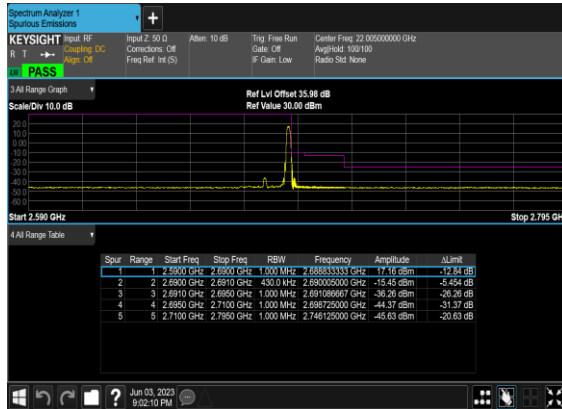 Spectrum Analyzer 1
Spurious Emissions
+
KEYSIGHT Input: RF Input Z: 50 Ω Atten: 10 dB Trig: Free Run Center Freq: 22.005000000 GHz
R T Coupling: DC Corrections: Off Gate: Off Avg|Hold: 100/100
Align: Off Freq Ref: Int (S) IF Gain: Low Radio Std: None
PASS
3 All Range Graph Ref Lvl Offset 35.98 dB
Scale/Div 10.0 dB Ref Value 30.00 dBm
20.0
10.0
0.00
-10.0
-20.0
-30.0
-40.0
-50.0
-60.0
Start 2.590 GHz Stop 2.795 GH
4 All Range Table
Spur Range Start Freq Stop Freq RBW Frequency Amplitude ΔLimit
1 1 2.5900 GHz 2.6900 GHz 1.000 MHz 2.688833333 GHz 17.16 dBm -12.84 dB
2 2 2.6900 GHz 2.6910 GHz 430.0 kHz 2.690005000 GHz -15.45 dBm -5.454 dB
3 3 2.6910 GHz 2.6950 GHz 1.000 MHz 2.691086667 GHz -36.26 dBm -26.26 dB
4 4 2.6950 GHz 2.7100 GHz 1.000 MHz 2.698725000 GHz -44.37 dBm -31.37 dB
5 5 2.7100 GHz 2.7950 GHz 1.000 MHz 2.746125000 GHz -45.63 dBm -20.63 dB
? Jun 03, 2023
9:02:10 PM